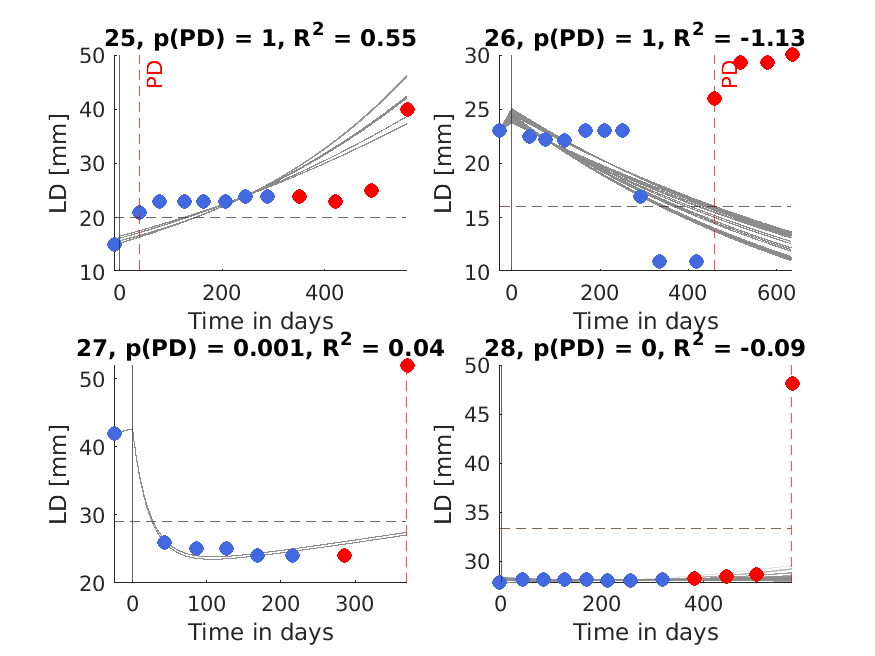 25, p(PD) = 1, R² = 0.55
50
40
30
20
10
LD [mm]
PD
0
200
400
Time in days
26, p(PD) = 1, R² = -1.13
30
25
20
15
10
LD [mm]
PD
0
200
400
600
Time in days
27, p(PD) = 0.001, R² = 0.04
50
40
30
20
LD [mm]
0
100
200
300
Time in days
28, p(PD) = 0, R² = -0.09
50
45
40
35
30
LD [mm]
0
200
400
Time in days